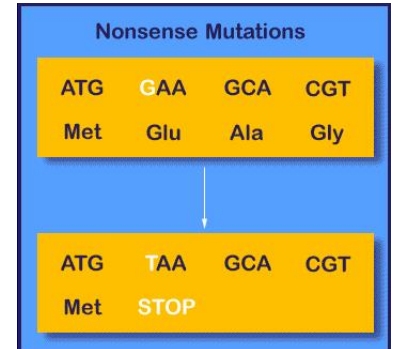 Nonsense Mutations
ATG GAA GCA CGT
Met Glu Ala Gly
ATG TAA GCA CGT
Met STOP